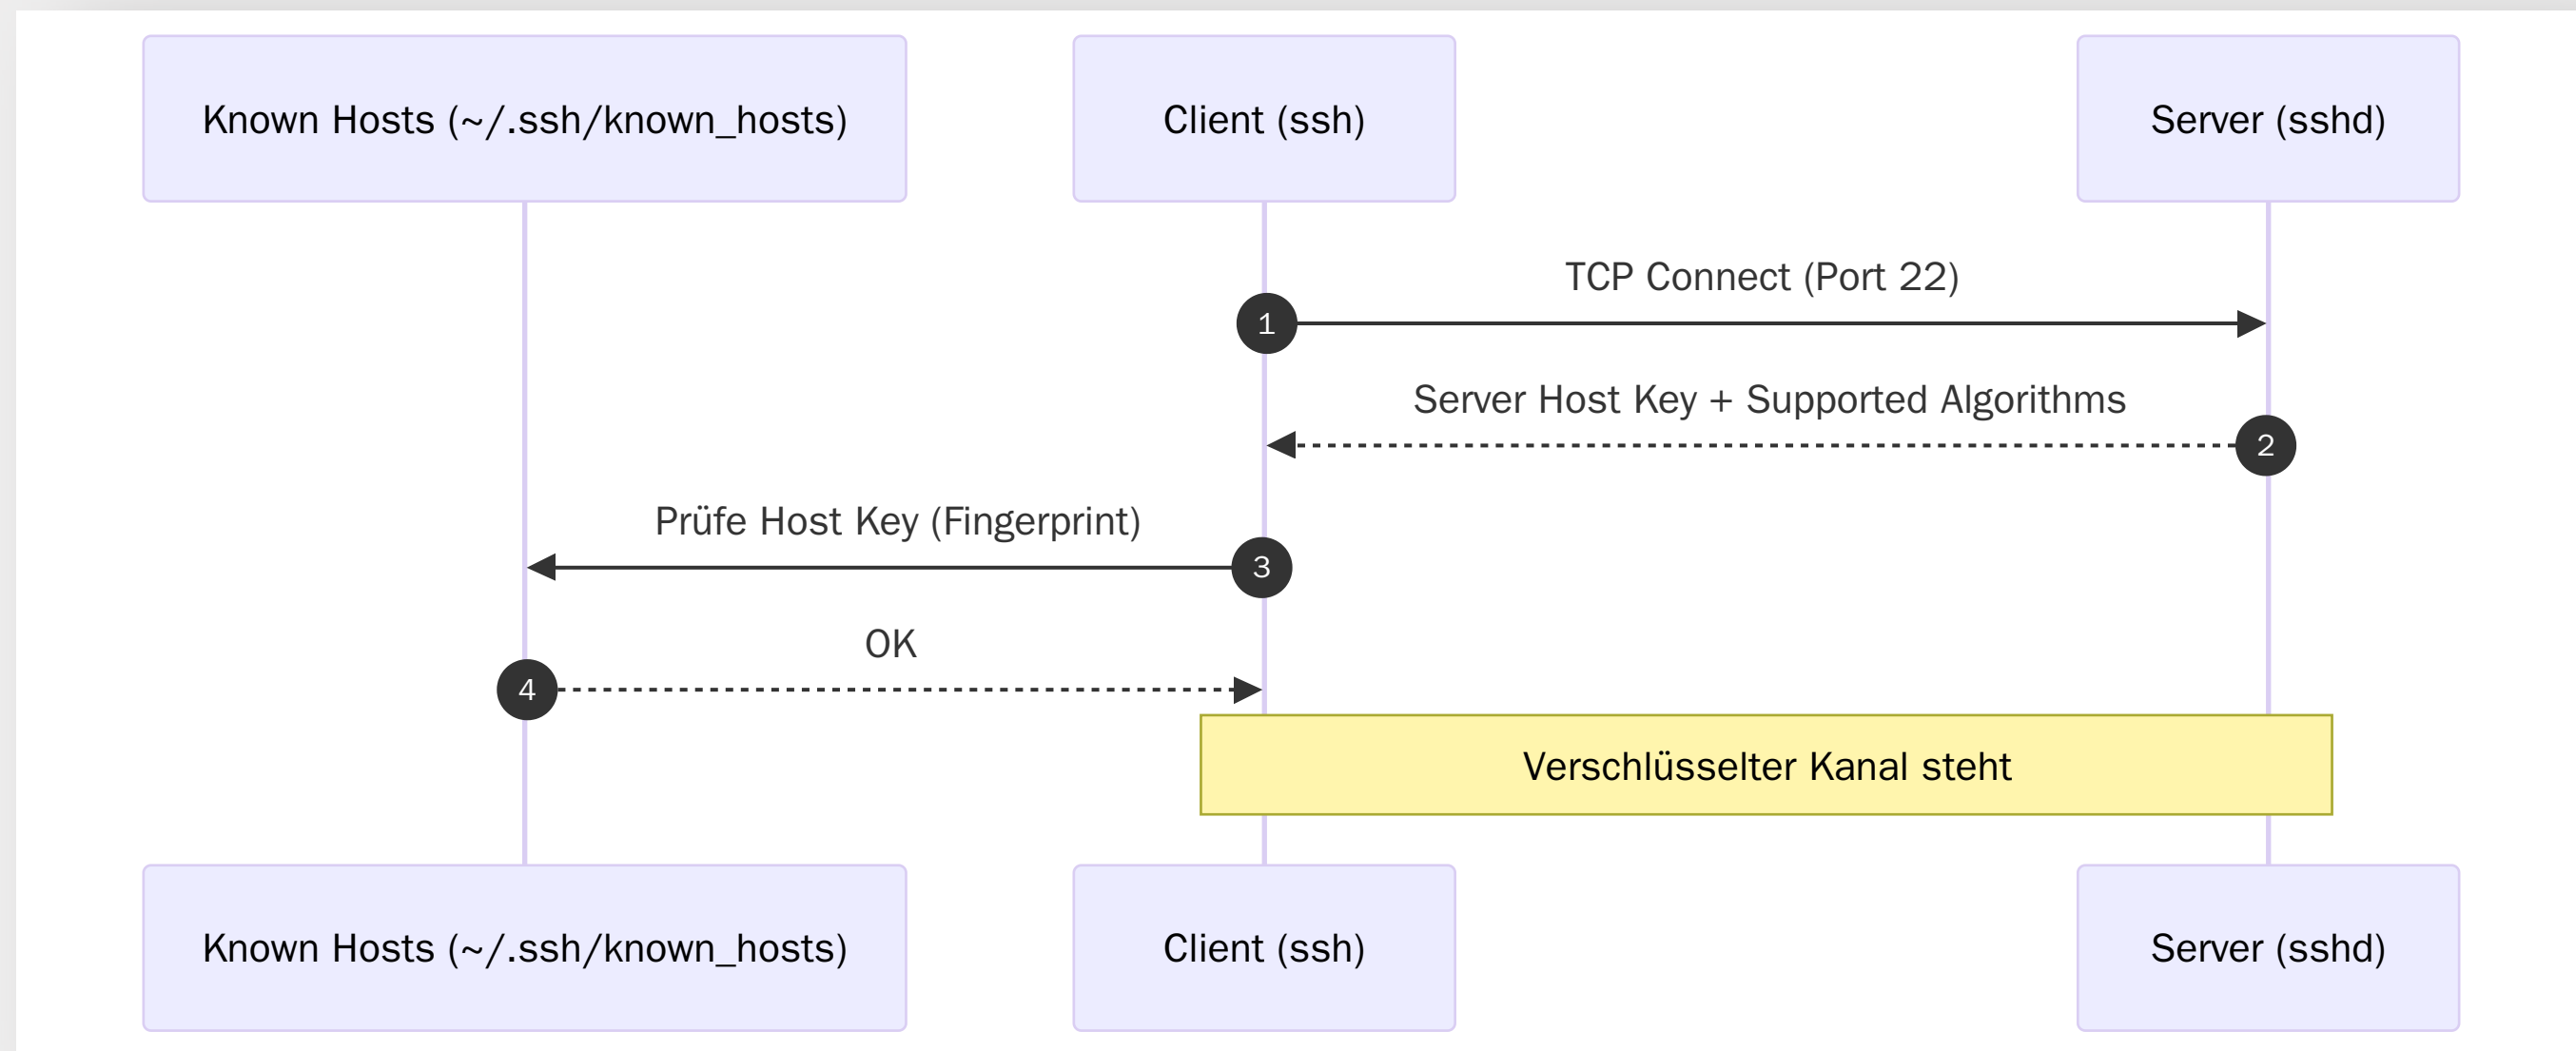 Known Hosts (~/.ssh/known_hosts)
Client (ssh)
Server (sshd)
TCP Connect (Port 22)
1
Server Host Key + Supported Algorithms
2
Prüfe Host Key (Fingerprint)
3
OK
4
Verschlüsselter Kanal steht
Known Hosts (~/.ssh/known_hosts)
Client (ssh)
Server (sshd)